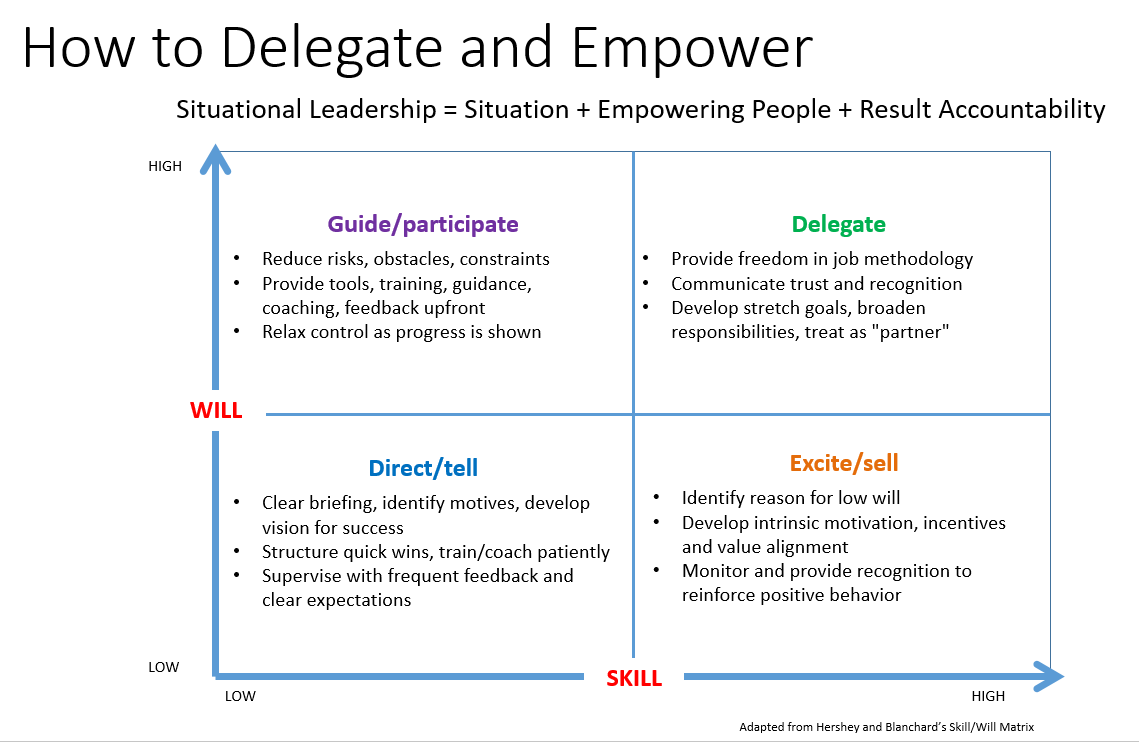 How to Delegate and Empower
Situational Leadership = Situation + Empowering People + Result Accountability
HIGH
Guide/participate
• Reduce risks, obstacles, constraints
• Provide tools, training, guidance,
coaching, feedback upfront
• Relax control as progress is shown
Delegate
• Provide freedom in job methodology
• Communicate trust and recognition
• Develop stretch goals, broaden
responsibilities, treat as "partner"
WILL
Direct/tell
• Clear briefing, identify motives, develop
vision for success
• Structure quick wins, train/coach patiently
• Supervise with frequent feedback and
clear expectations
Excite/sell
• Identify reason for low will
• Develop intrinsic motivation, incentives
and value alignment
• Monitor and provide recognition to
reinforce positive behavior
LOW
SKILL
LOW
HIGH
Adapted from Hershey and Blanchard's Skill/Will Matrix